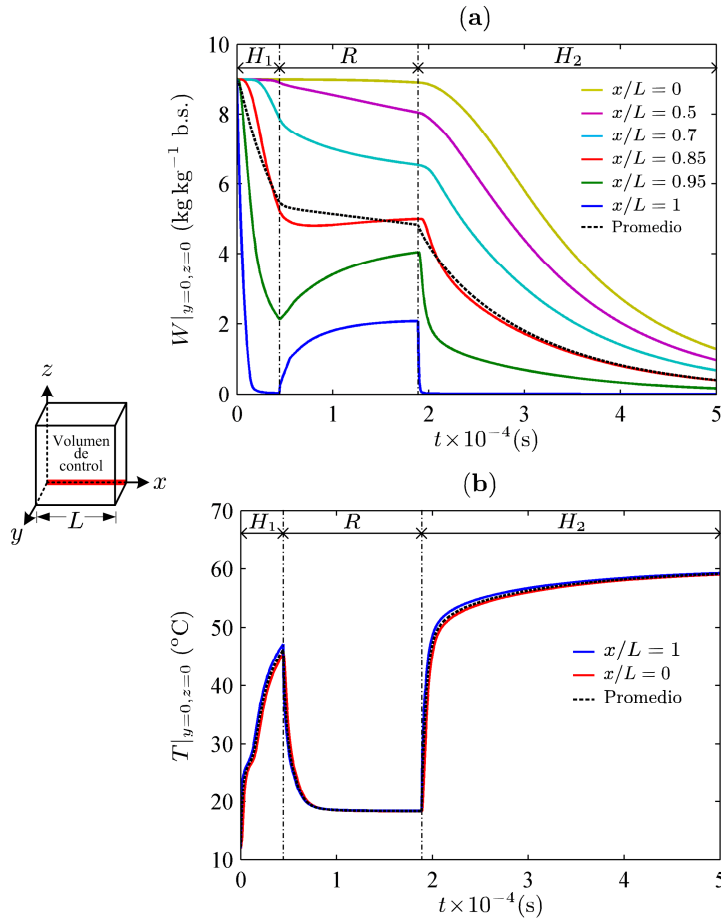 (a)
H₁ R H₂
10
8
6
4
2
0
W|y=0,z=0 (kg kg⁻¹ b.s.)
x/L = 0
x/L = 0.5
x/L = 0.7
x/L = 0.85
x/L = 0.95
x/L = 1
Promedio
0 1 2 3 4 5
t×10⁻⁴(s)
z
Volumen
de
control
x
y
L
(b)
H₁ R H₂
70
60
50
40
30
20
10
T|y=0,z=0 (°C)
x/L = 1
x/L = 0
Promedio
0 1 2 3 4 5
t×10⁻⁴(s)